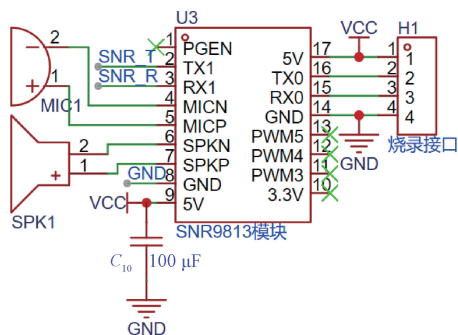 U3
1 PGEN
SNR_T 2 TX1
SNR_R 3 RX1
4 MICN
5 MICP
6 SPKN
7 SPKP
GND 8 GND
VCC 9 5V
5V 17
TX0 16
RX0 15
GND 14
PWM5 13
PWM4 12
PWM3 11
3.3V 10
SNR9813模块
2
1
MIC1
2
1
SPK1
C10 100 μF
GND
VCC
H1
1 1
2 2
3 3
4 4
GND
烧录接口